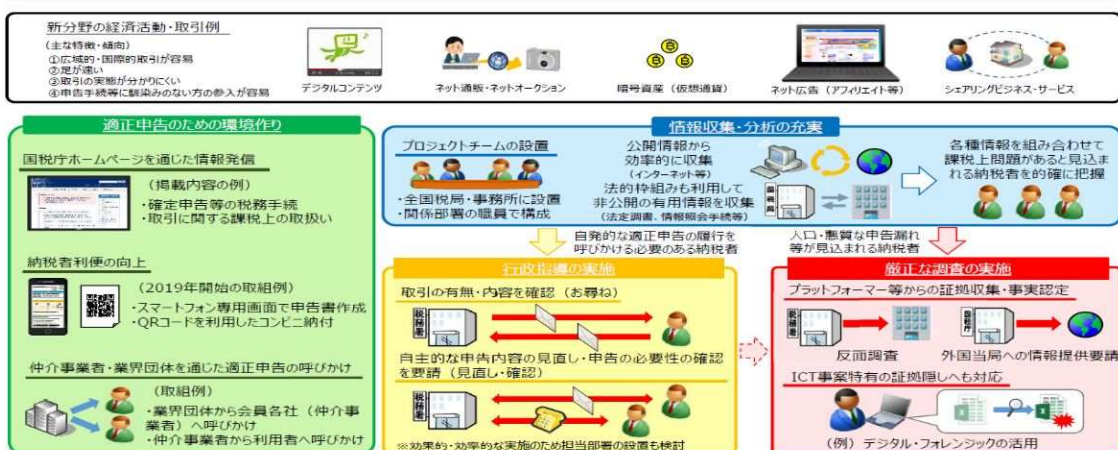 新分野の経済活動・取引例
(主な特徴・傾向)
①広域的・国際的取引が容易
②足が速い
③取引の実態が分かりにくい
④申告手続等に馴染みのない方の参入が容易
デジタルコンテンツ
ネット通販・ネットオークション
暗号資産（仮想通貨）
ネット広告（アフィリエイト等）
シェアリングビジネス・サービス
適正申告のための環境作り
国税庁ホームページを通じた情報発信
(掲載内容の例)
・確定申告等の税務手続
・取引に関する課税上の取扱い
納税者利便の向上
(2019年開始の取組例)
・スマートフォン専用画面で申告書作成
・QRコードを利用したコンビニ納付
仲介事業者・業界団体を通じた適正申告の呼びかけ
(取組例)
・業界団体から会員各社（仲介事
業者）へ呼びかけ
・仲介事業者から利用者へ呼びかけ
情報収集・分析の充実
プロジェクトチームの設置
・全国税局・事務所に設置
・関係部署の職員で構成
公開情報から
効率的に収集
(インターネット等)
法的枠組みも利用して
非公開の有用情報を収集
(法定調書、情報照会手続等)
国税局
各種情報を組み合わせて
課税上問題があると見込ま
れる納税者を的確に把握
自発的な適正申告の履行を
呼びかける必要のある納税者
大口・悪質な申告漏れ
等が見込まれる納税者
行政指導の実施
取引の有無・内容を確認（お尋ね）
税務署
自主的な申告内容の見直し・申告の必要性の確認
を要請（見直し・確認）
税務署
※効果的・効率的な実施のため担当部署の設置も検討
厳正な調査の実施
プラットフォーマー等からの証拠収集・事実認定
税務署
国税庁
反面調査
外国当局への情報提供要請
ICT事案特有の証拠隠しへも対応
(例) デジタル・フォレンジックの活用